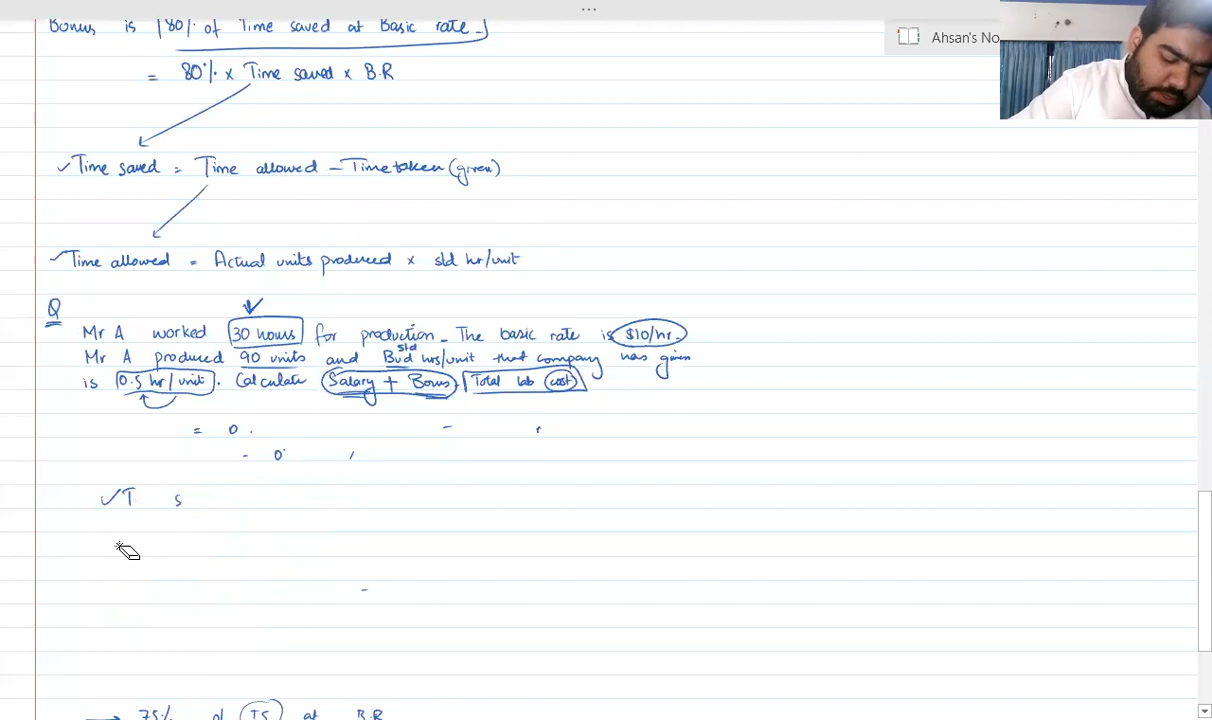 Bonus is 80% of Time saved at Basic rate.
Ahsan's No
= 80% x Time saved x B.R
✓Time saved = Time allowed - Time taken (given)
✓Time allowed = Actual units produced x std hr/unit
Q
Mr A worked 30 hours for production. The basic rate is $10/hr.
std
Mr A produced 90 units and Bud hrs/unit that company has given
is 0.5 hr/unit. Calculate Salary + Bonus. Total lab cost
= 0.
- 0
✓T s
75% of TS at B.R